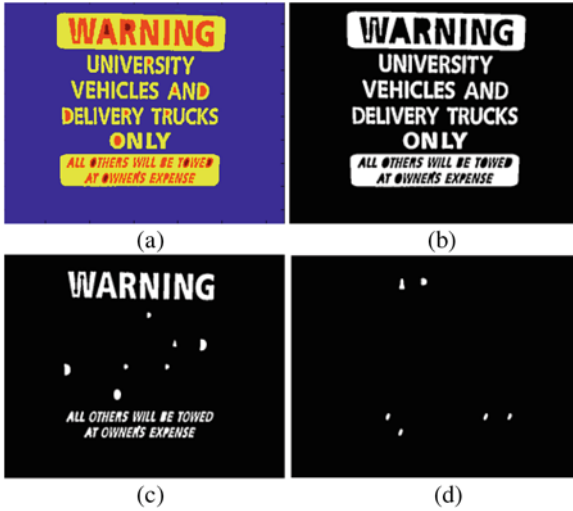 WARNING
UNIVERSITY
VEHICLES AND
DELIVERY TRUCKS
ONLY
ALL OTHERS WILL BE TOWED
AT OWNER'S EXPENSE
(a)
WARNING
UNIVERSITY
VEHICLES AND
DELIVERY TRUCKS
ONLY
ALL OTHERS WILL BE TOWED
AT OWNER'S EXPENSE
(b)
WARNING
ALL OTHERS WILL BE TOWED
AT OWNER'S EXPENSE
(c)
(d)